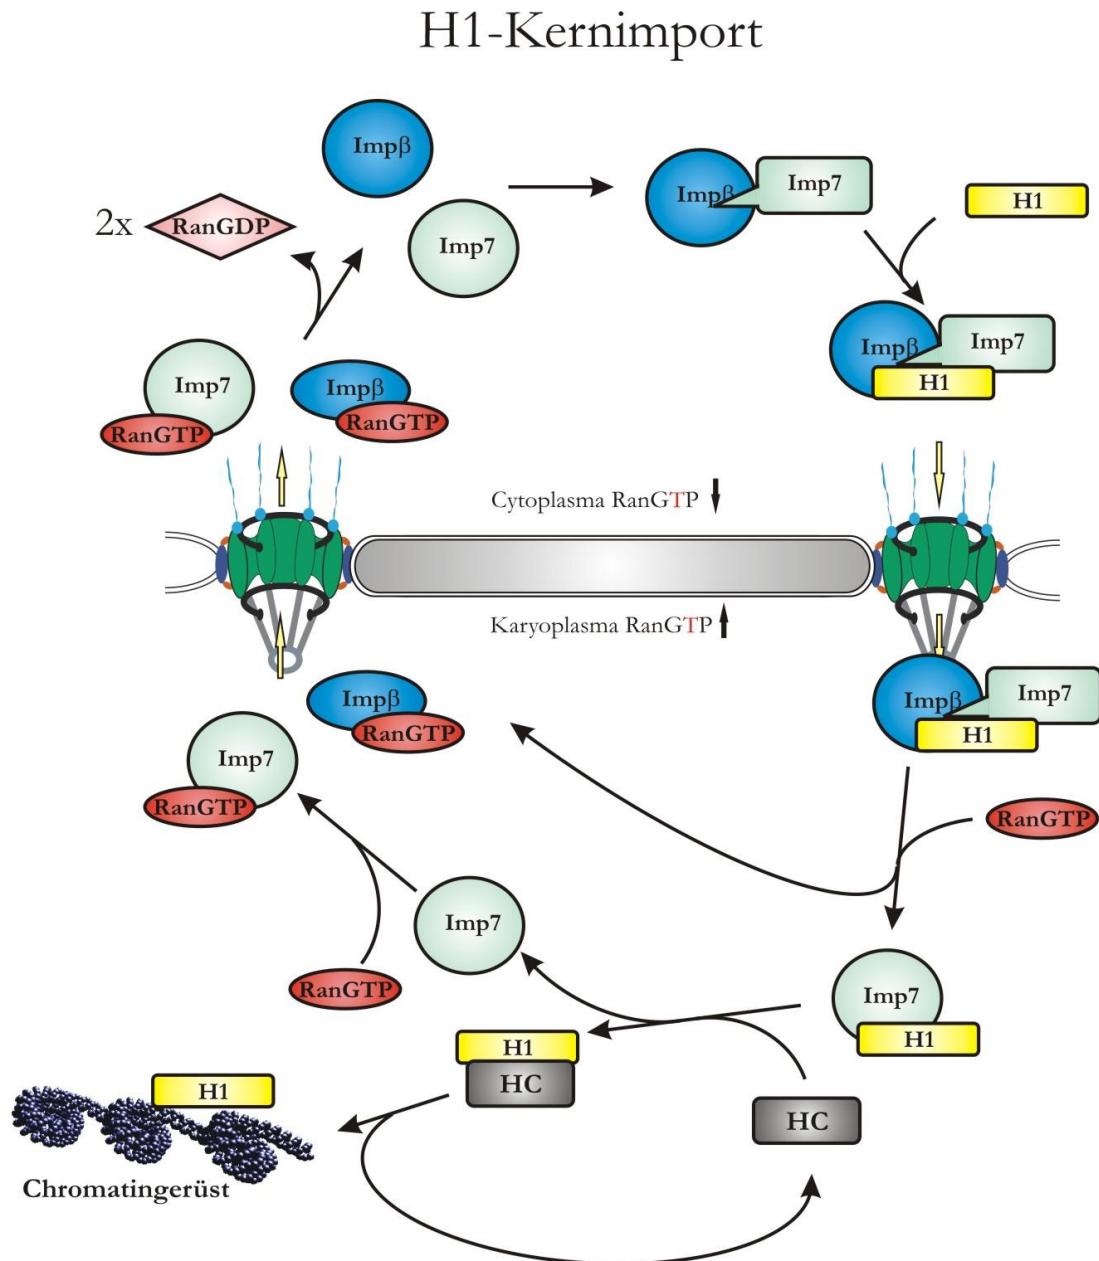 H1-Kernimport
Impβ
Impβ
Imp7
H1
2x
RanGDP
Imp7
Impβ
Imp7
H1
Imp7
RanGTP
Impβ
RanGTP
Cytoplasma RanGTP
Karyoplasma RanGTP
Impβ
RanGTP
Impβ
Imp7
H1
Imp7
RanGTP
RanGTP
Imp7
RanGTP
Imp7
H1
H1
HC
H1
HC
Chromatingerüst